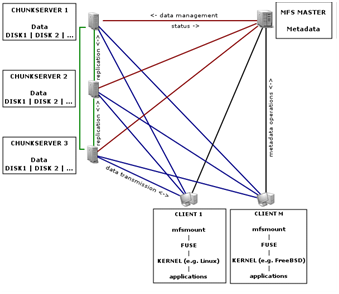 CHUNKSERVER 1
Data
DISK1 | DISK 2 | ...
CHUNKSERVER 2
Data
DISK1 | DISK 2 | ...
CHUNKSERVER 3
Data
DISK1 | DISK 2 | ...
<- data management
status ->
MFS MASTER
Metadata
replication <->
replication <->
metadata operations <->
data transmission <->
CLIENT 1
mfsmount
|
FUSE
|
KERNEL (e.g. Linux)
|
applications
CLIENT M
mfsmount
|
FUSE
|
KERNEL (e.g. FreeBSD)
|
applications